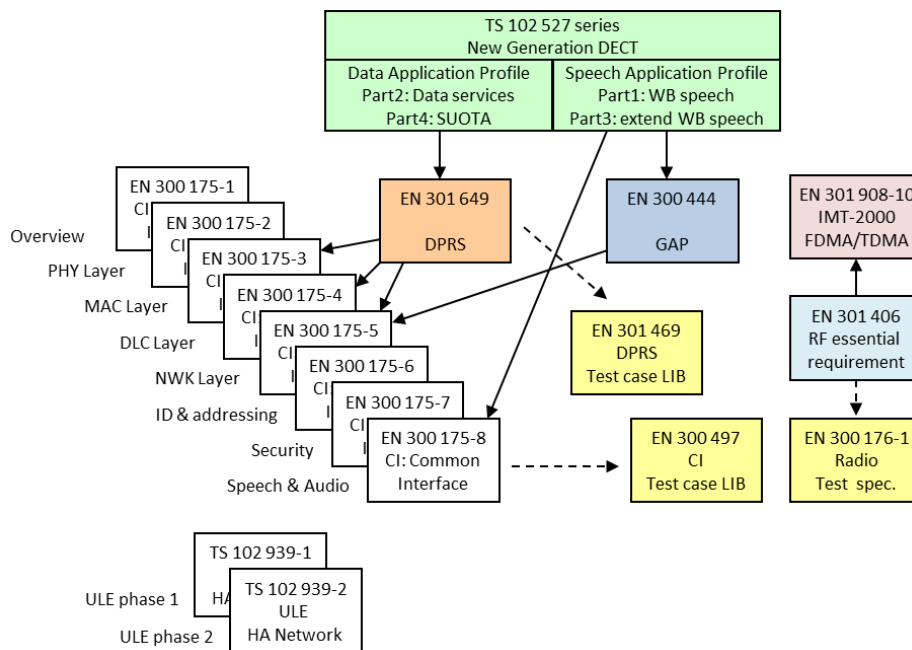 TS 102 527 series
New Generation DECT
Data Application Profile
Part2: Data services
Part4: SUOTA
Speech Application Profile
Part1: WB speech
Part3: extend WB speech
EN 300 175-1
CI:
I
Overview
EN 300 175-2
CI:
I
PHY Layer
EN 300 175-3
CI:
I
MAC Layer
EN 300 175-4
CI:
I
DLC Layer
EN 300 175-5
CI:
I
NWK Layer
EN 300 175-6
CI:
I
ID & addressing
EN 300 175-7
CI:
I
Security
EN 300 175-8
CI: Common
Interface
Speech & Audio
EN 301 649
DPRS
EN 300 444
GAP
EN 301 908-10
IMT-2000
FDMA/TDMA
EN 301 406
RF essential
requirement
EN 301 469
DPRS
Test case LIB
EN 300 497
CI
Test case LIB
EN 300 176-1
Radio
Test spec.
TS 102 939-1
HA
ULE phase 1
TS 102 939-2
ULE
HA Network
ULE phase 2